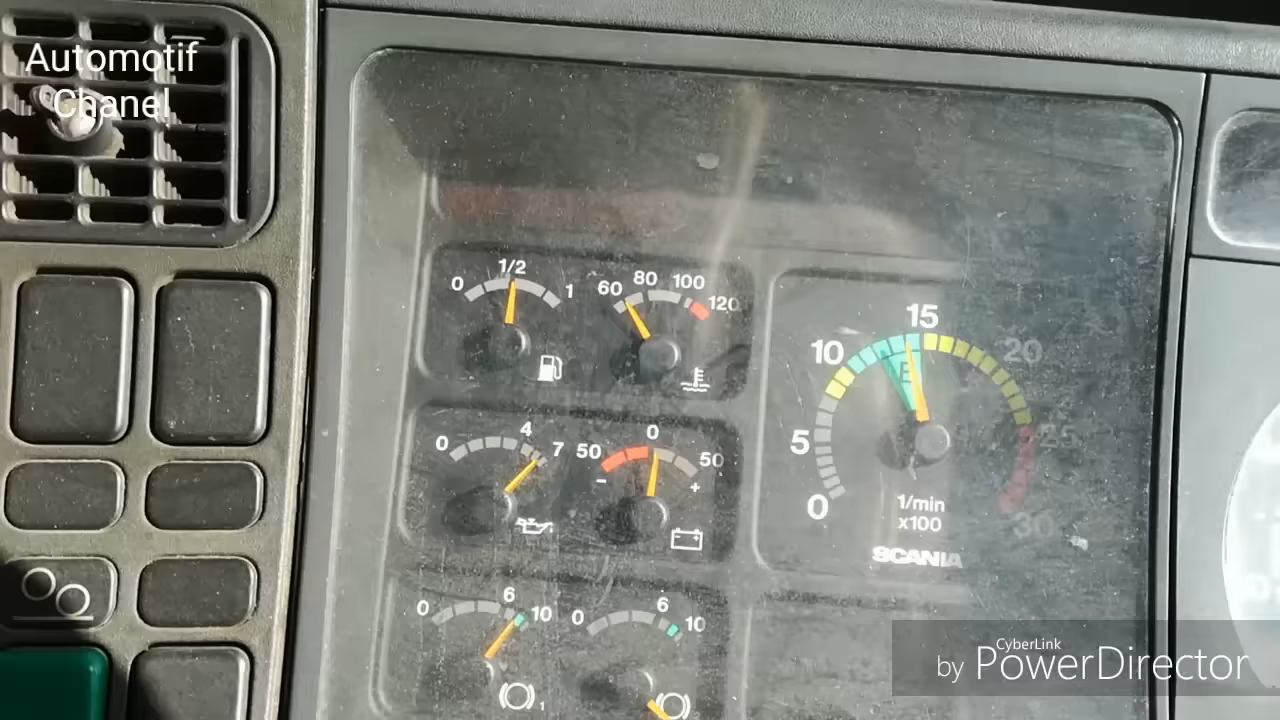 Automotif
Chanel
0 1/2 1
60 80 100 120
0 4 7
50 0 50
- +
0 6 10
1
0 6 10
0 5 10 15 20 25 30
E
1/min
x100
SCANIA
CyberLink
by PowerDirector